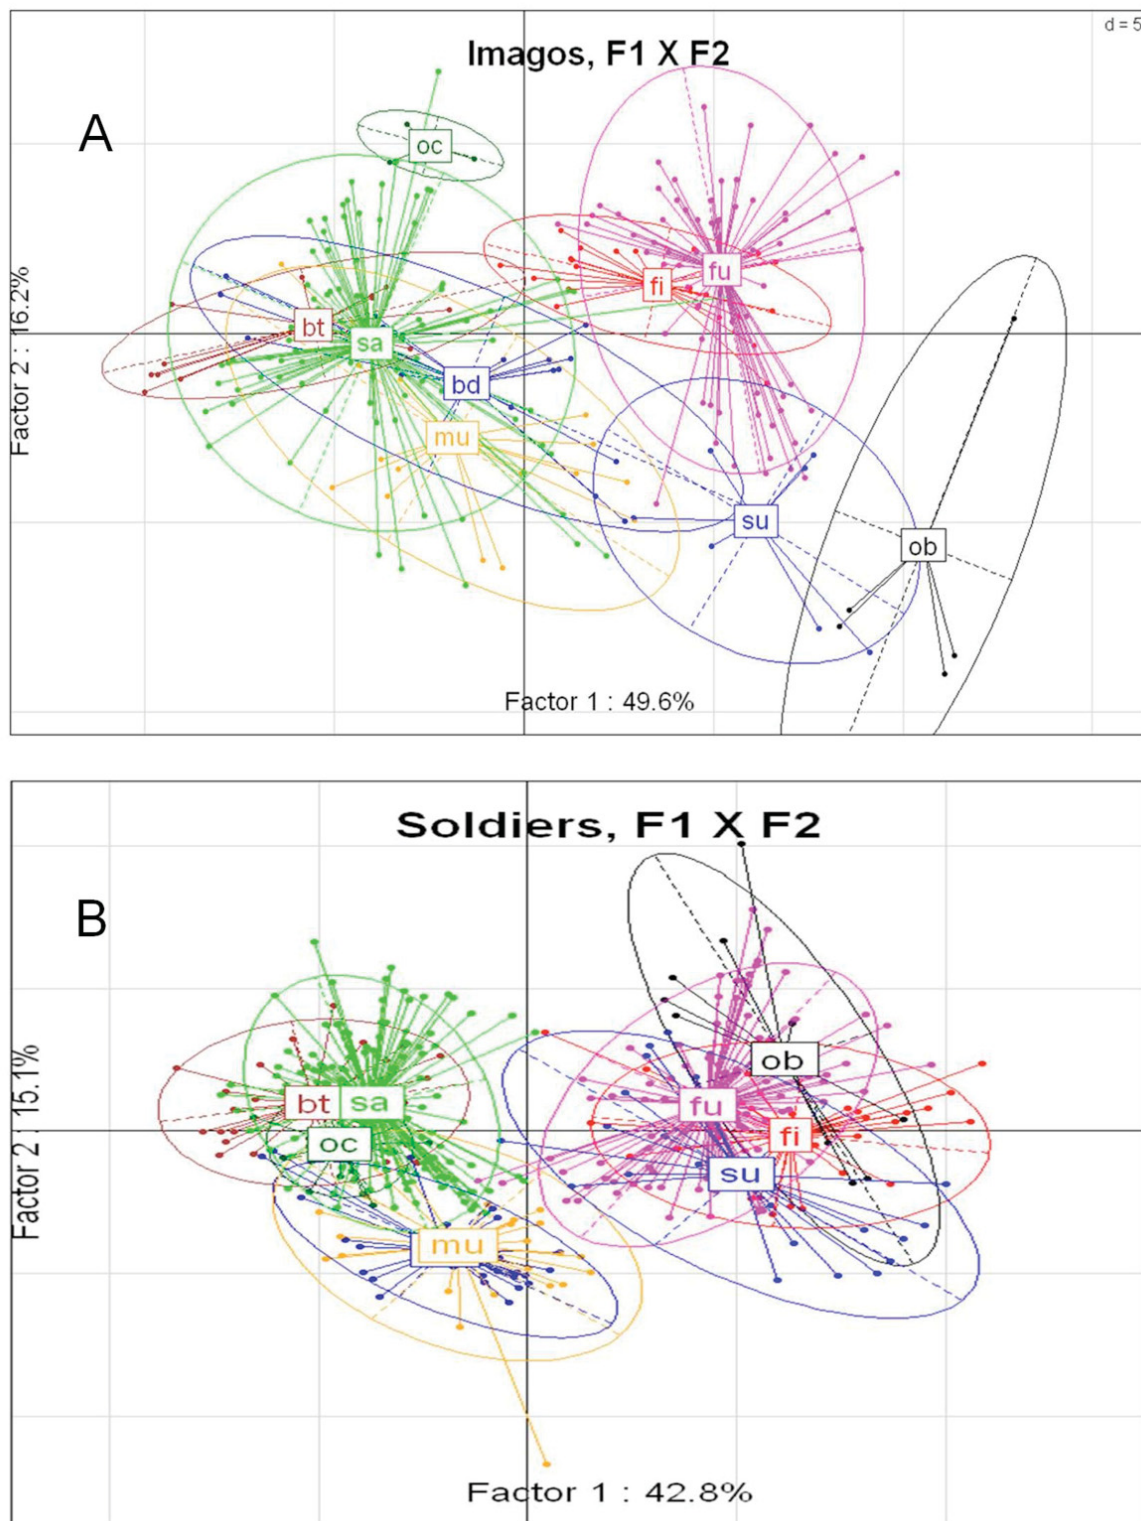 d = 5
Imagos, F1 X F2
A
oc
fu
fi
bt
sa
bd
mu
su
ob
Factor 2 : 16.2%
Factor 1 : 49.6%
Soldiers, F1 X F2
B
ob
bt
sa
fu
fi
oc
su
mu
Factor 2 : 15.1%
Factor 1 : 42.8%